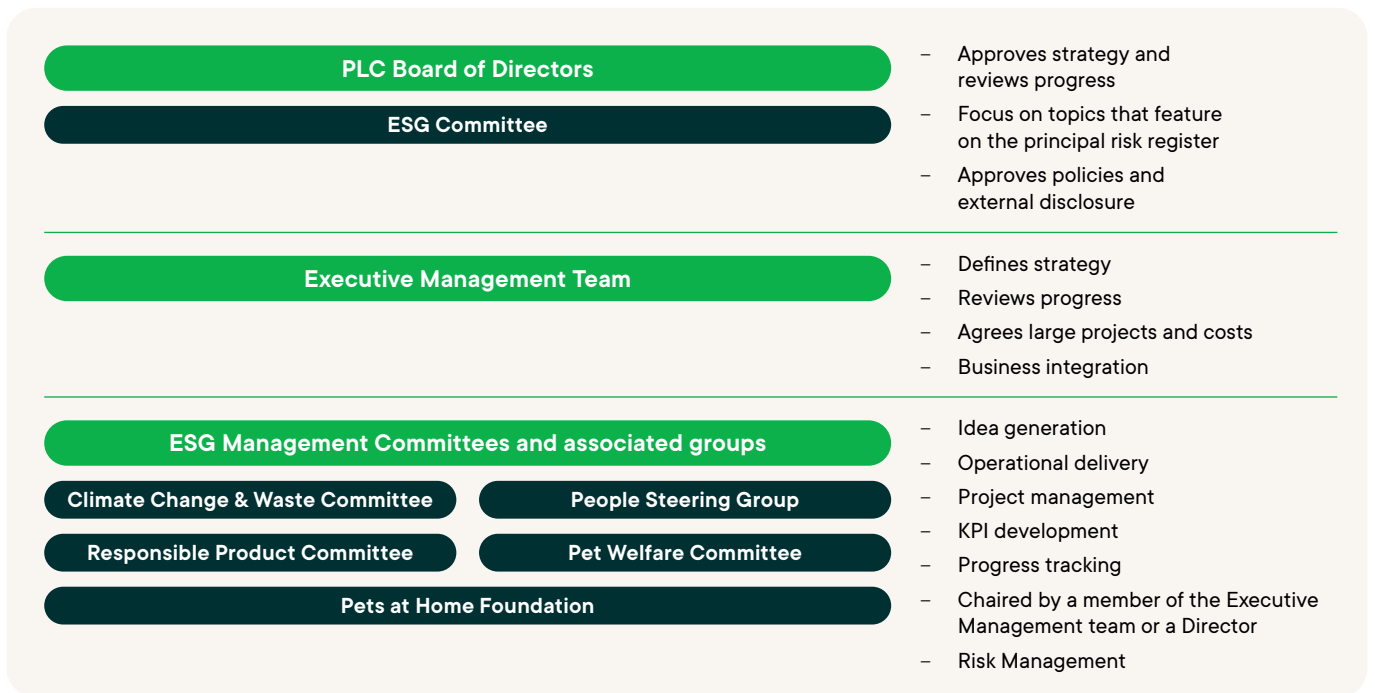 PLC Board of Directors
ESG Committee
– Approves strategy and
reviews progress
– Focus on topics that feature
on the principal risk register
– Approves policies and
external disclosure
Executive Management Team
– Defines strategy
– Reviews progress
– Agrees large projects and costs
– Business integration
ESG Management Committees and associated groups
Climate Change & Waste Committee
People Steering Group
Responsible Product Committee
Pet Welfare Committee
Pets at Home Foundation
– Idea generation
– Operational delivery
– Project management
– KPI development
– Progress tracking
– Chaired by a member of the Executive
Management team or a Director
– Risk Management